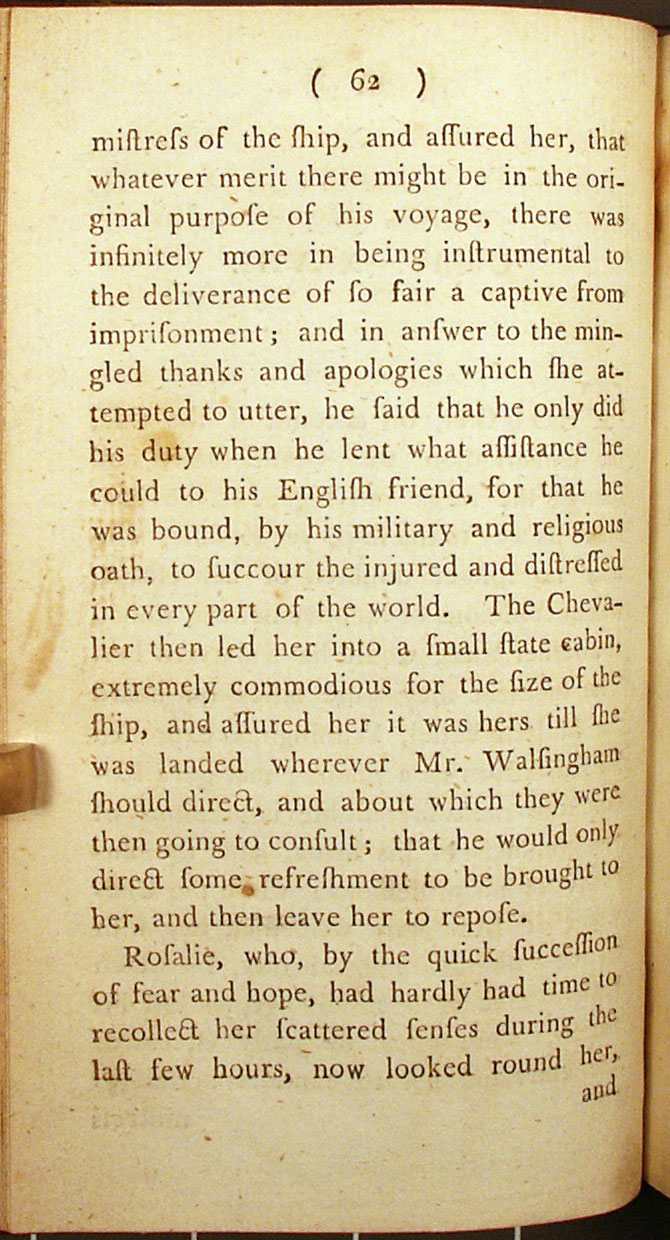 ( 62 )
miſtreſs of the ſhip, and aſſured her, that
whatever merit there might be in the ori-
ginal purpoſe of his voyage, there was
infinitely more in being inſtrumental to
the deliverance of ſo fair a captive from
impriſonment; and in anſwer to the min-
gled thanks and apologies which ſhe at-
tempted to utter, he ſaid that he only did
his duty when he lent what aſſiſtance he
could to his Engliſh friend, for that he
was bound, by his military and religious
oath, to ſuccour the injured and diſtreſſed
in every part of the world. The Cheva-
lier then led her into a ſmall ſtate cabin,
extremely commodious for the ſize of the
ſhip, and aſſured her it was hers till ſhe
was landed wherever Mr. Walſingham
ſhould direct, and about which they were
then going to conſult; that he would only
direct ſome refreſhment to be brought to
her, and then leave her to repoſe.
Roſalie, who, by the quick ſucceſſion
of fear and hope, had hardly had time to
recollect her ſcattered ſenſes during the
laſt few hours, now looked round her,
and